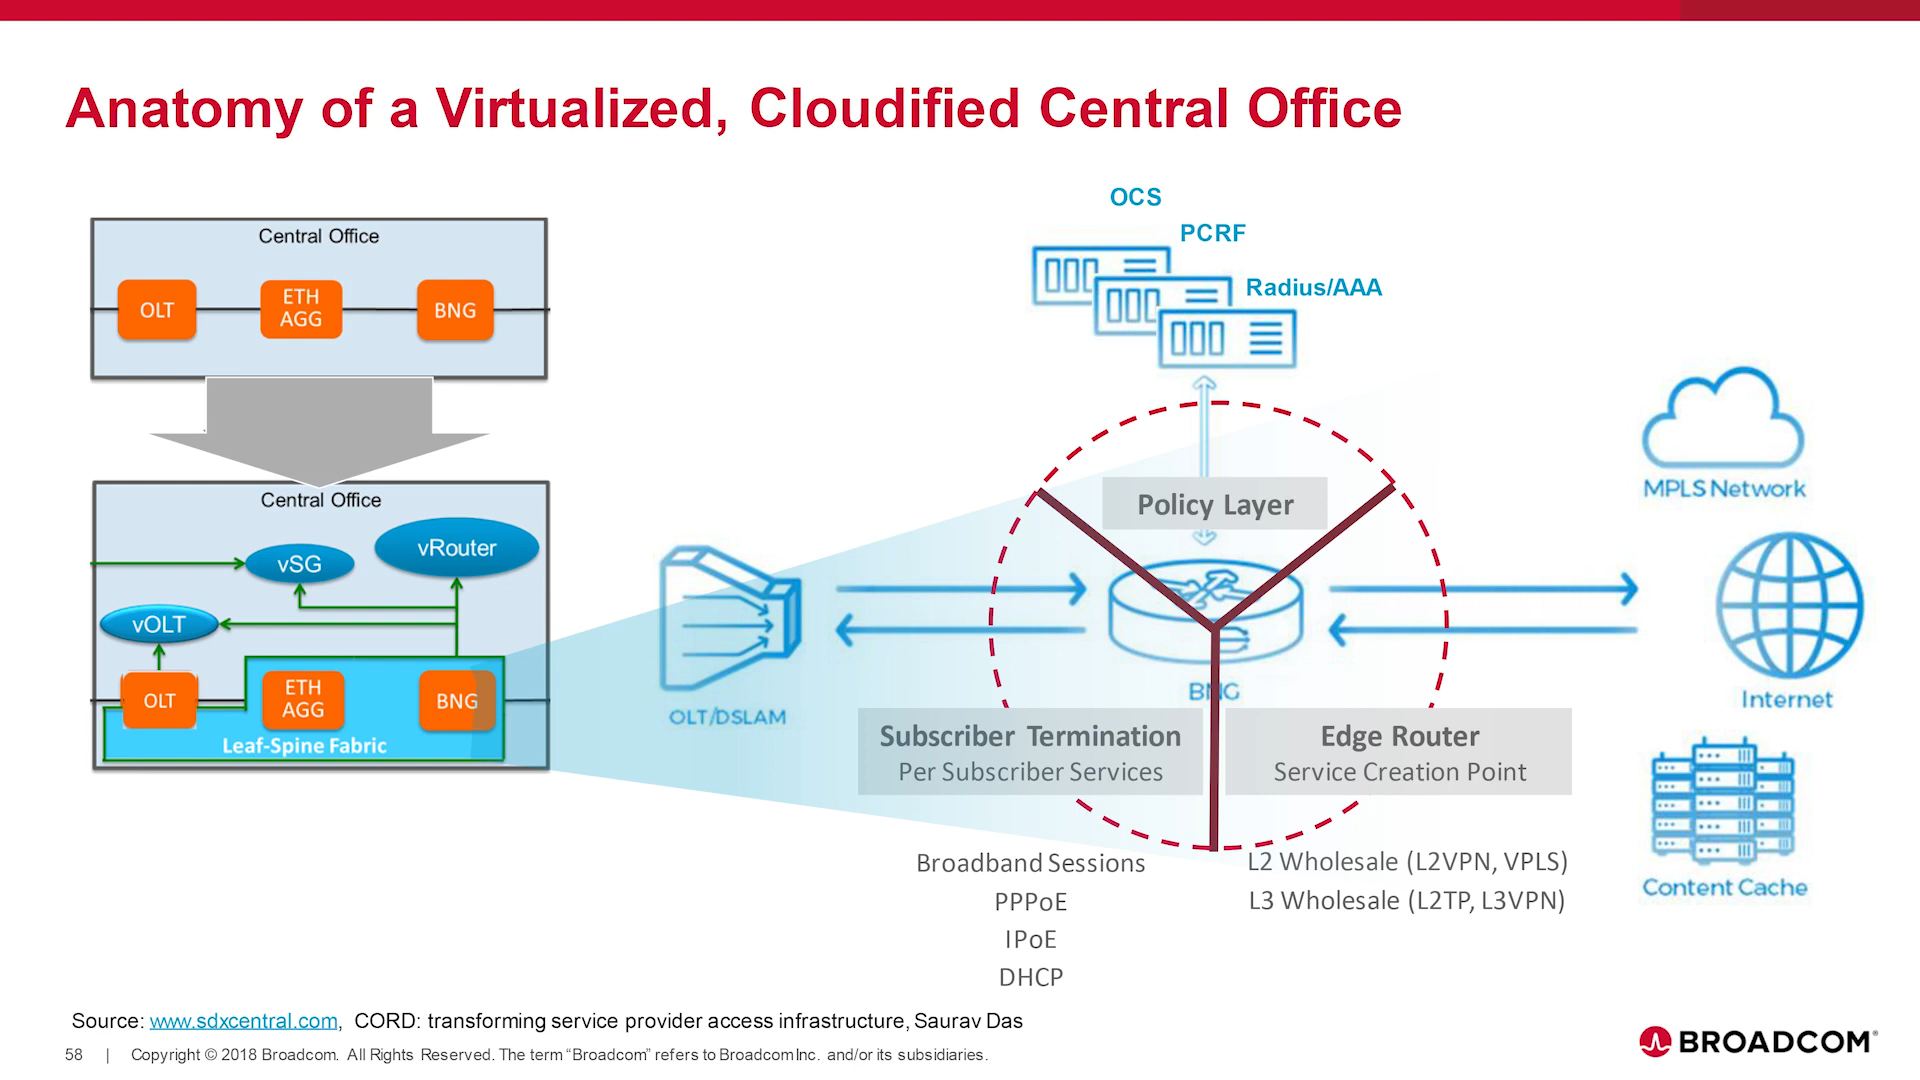 Anatomy of a Virtualized, Cloudified Central Office
Central Office
OLT
ETH
AGG
BNG
Central Office
vSG
vRouter
vOLT
OLT
ETH
AGG
BNG
Leaf-Spine Fabric
OCS
PCRF
Radius/AAA
Policy Layer
OLT/DSLAM
BNG
MPLS Network
Internet
Content Cache
Subscriber Termination
Per Subscriber Services
Edge Router
Service Creation Point
Broadband Sessions
PPPoE
IPoE
DHCP
L2 Wholesale (L2VPN, VPLS)
L3 Wholesale (L2TP, L3VPN)
Source: www.sdxcentral.com, CORD: transforming service provider access infrastructure, Saurav Das
58 | Copyright © 2018 Broadcom. All Rights Reserved. The term “Broadcom” refers to Broadcom Inc. and/or its subsidiaries.
BROADCOM®